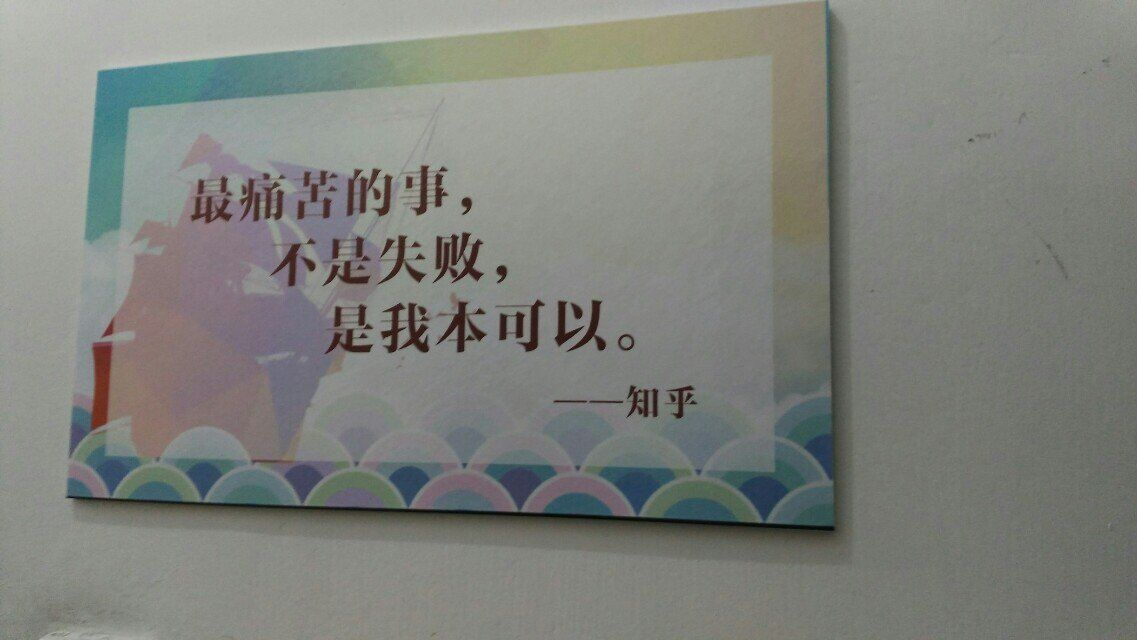 最痛苦的事，
不是失败，
是我本可以。
——知乎